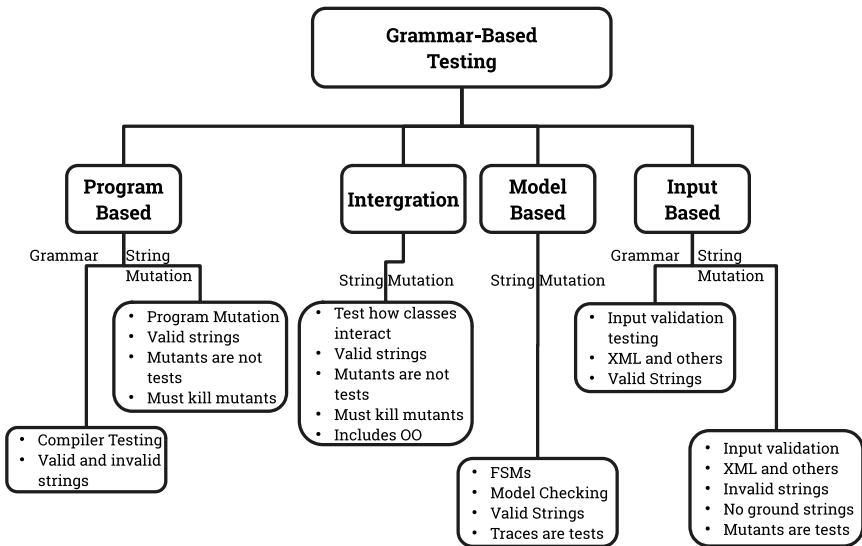 Grammar-Based
Testing
Program
Based
Intergration
Model
Based
Input
Based
Grammar
String
Mutation
String Mutation
String Mutation
Grammar
String
Mutation
• Program Mutation
• Valid strings
• Mutants are not
tests
• Must kill mutants
• Test how classes
interact
• Valid strings
• Mutants are not
tests
• Must kill mutants
• Includes OO
• Input validation
testing
• XML and others
• Valid Strings
• Compiler Testing
• Valid and invalid
strings
• FSMs
• Model Checking
• Valid Strings
• Traces are tests
• Input validation
• XML and others
• Invalid strings
• No ground strings
• Mutants are tests